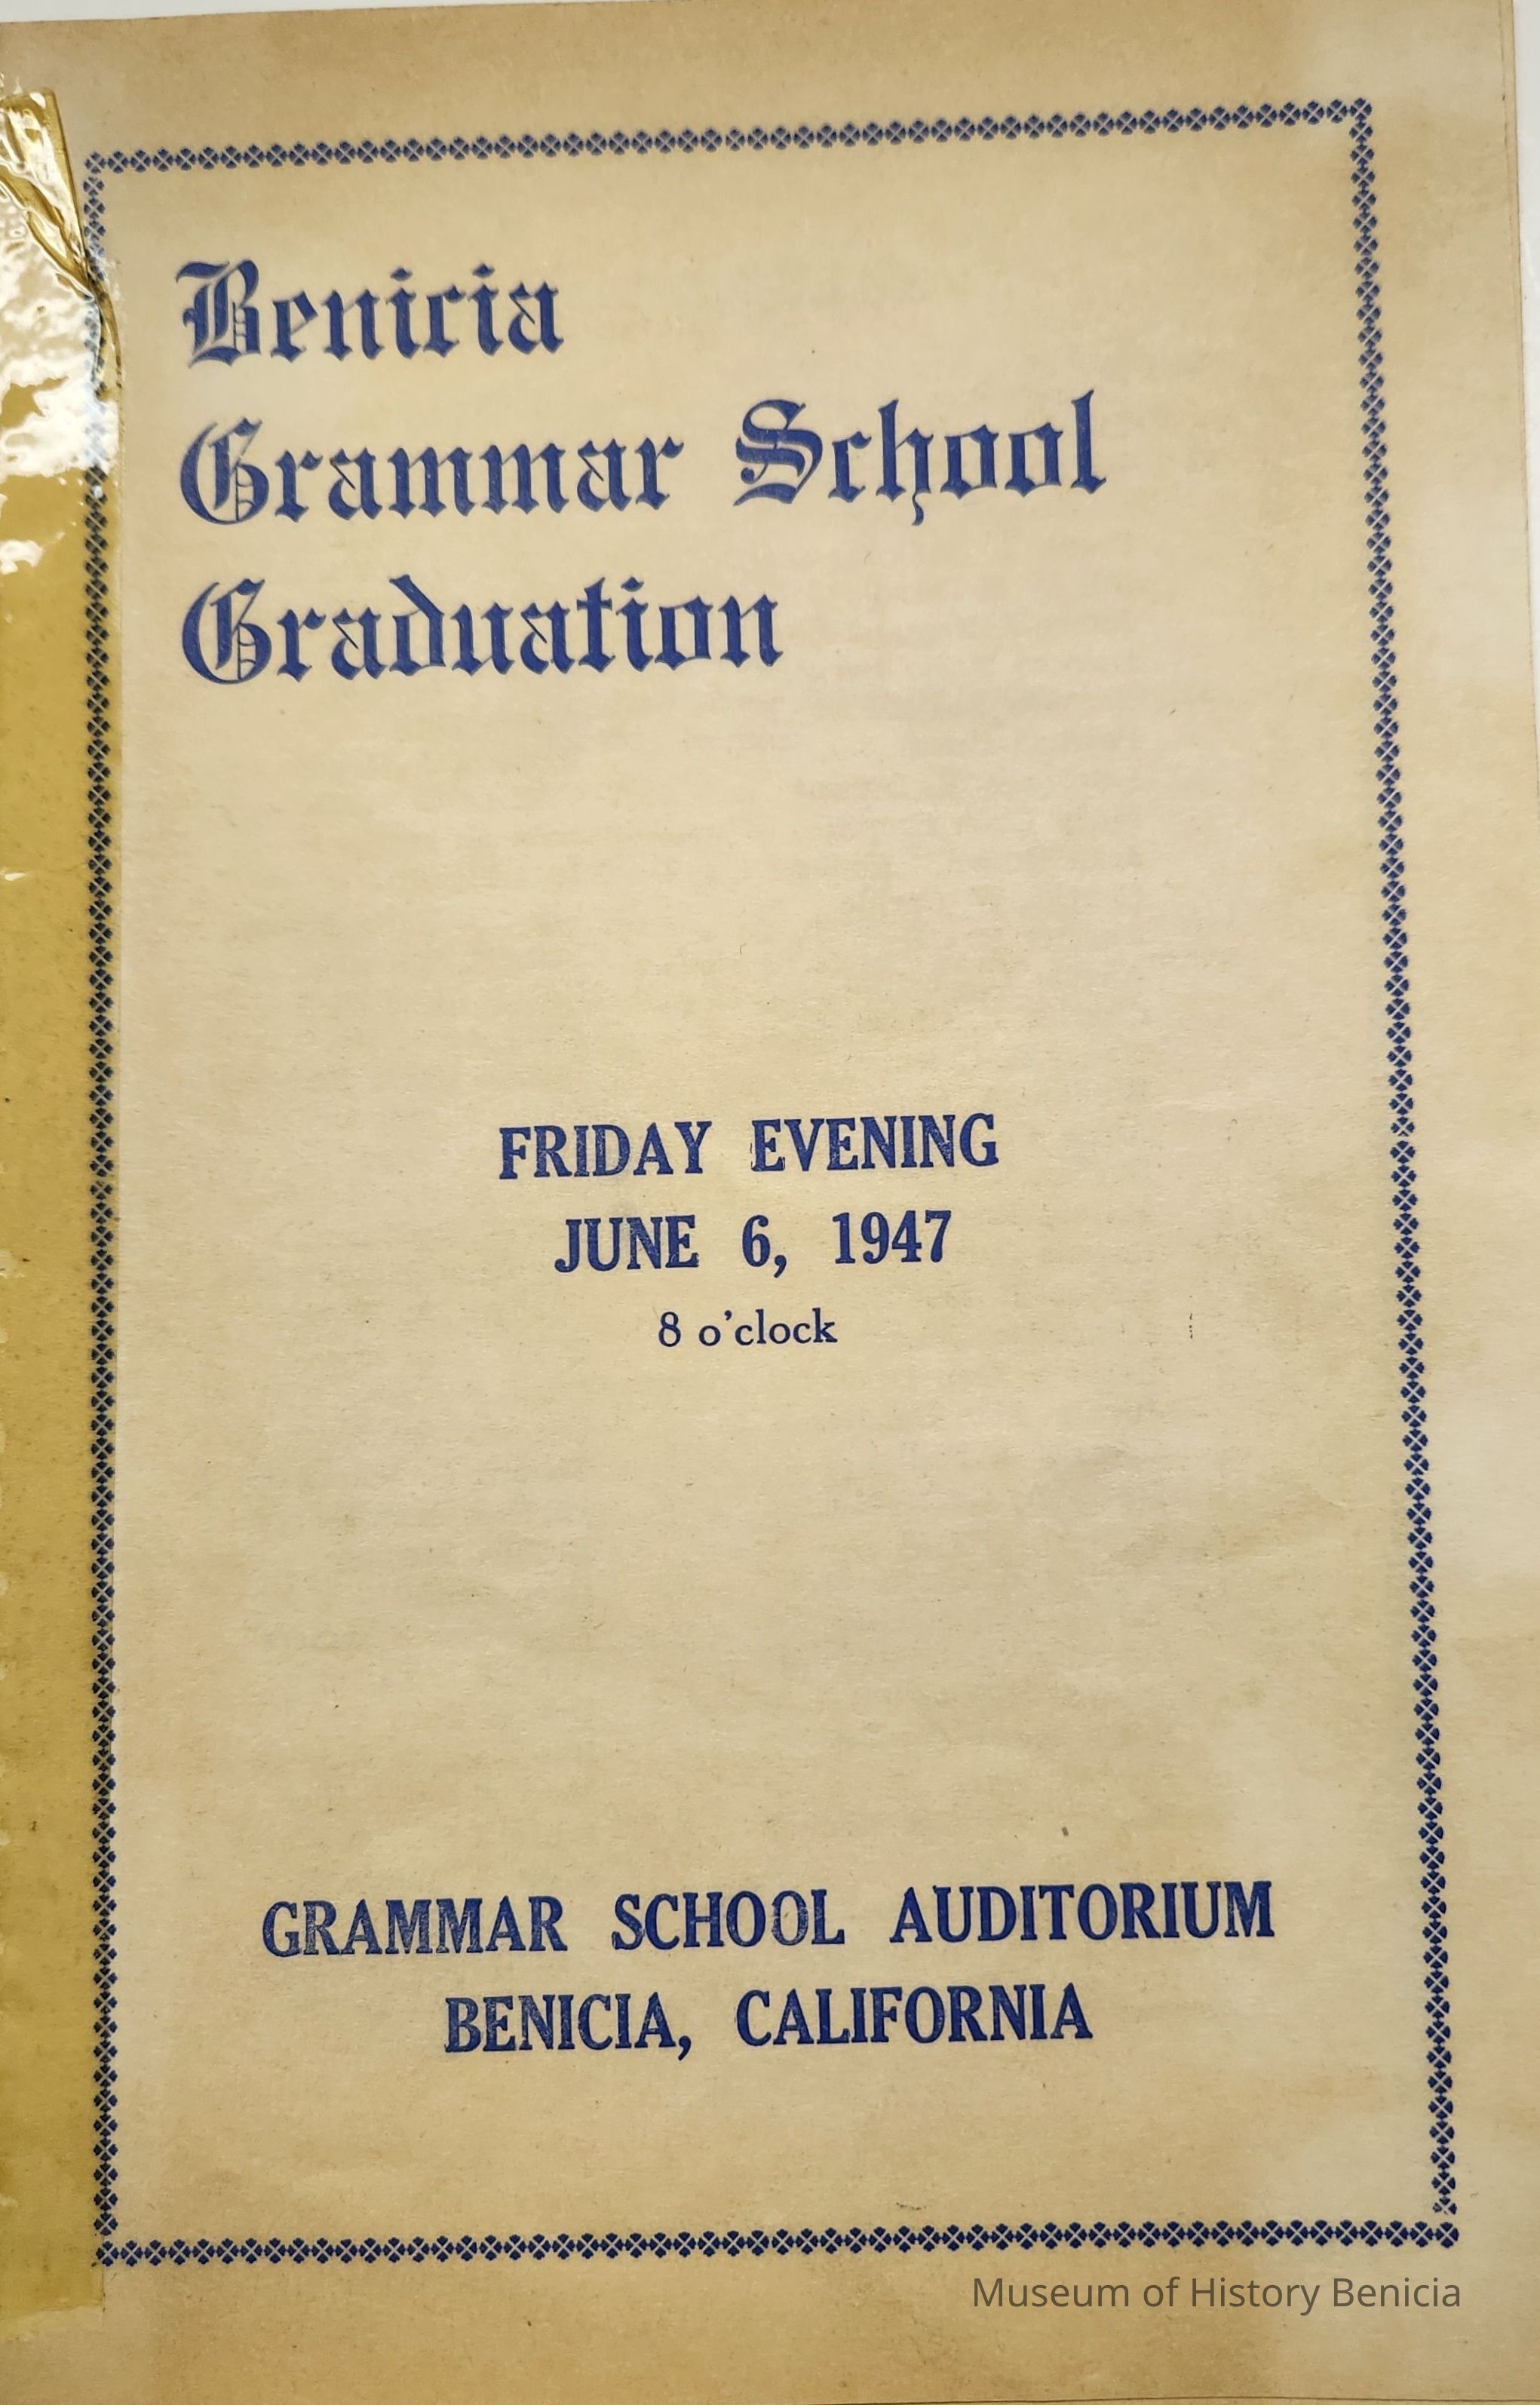 Benicia
Grammar School
Graduation
FRIDAY EVENING
JUNE 6, 1947
8 o'clock
GRAMMAR SCHOOL AUDITORIUM
BENICIA, CALIFORNIA
Museum of History Benicia